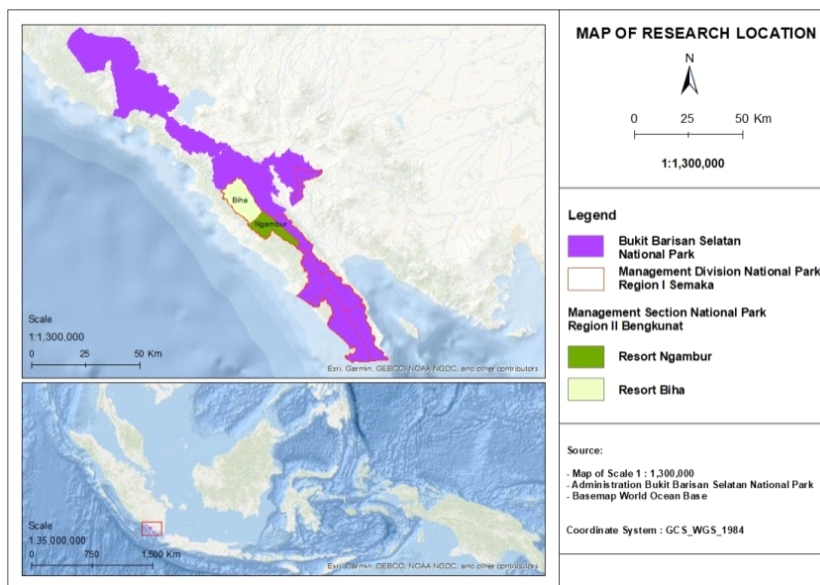 Biha
Ngambur
Scale
1:1,300,000
0 25 50 Km
Esri, Garmin, GEBCO, NOAA NGDC, and other contributors
Scale
1:35,000,000
0 750 1,500 Km
Esri, Garmin, GEBCO, NOAA NGDC, and other contributors
MAP OF RESEARCH LOCATION
N
0 25 50 Km
1:1,300,000
Legend
Bukit Barisan Selatan
National Park
Management Division National Park
Region I Semaka
Management Section National Park
Region II Bengkunat
Resort Ngambur
Resort Biha
Source:
- Map of Scale 1 : 1,300,000
- Administration Bukit Barisan Selatan National Park
- Basemap World Ocean Base
Coordinate System : GCS_WGS_1984